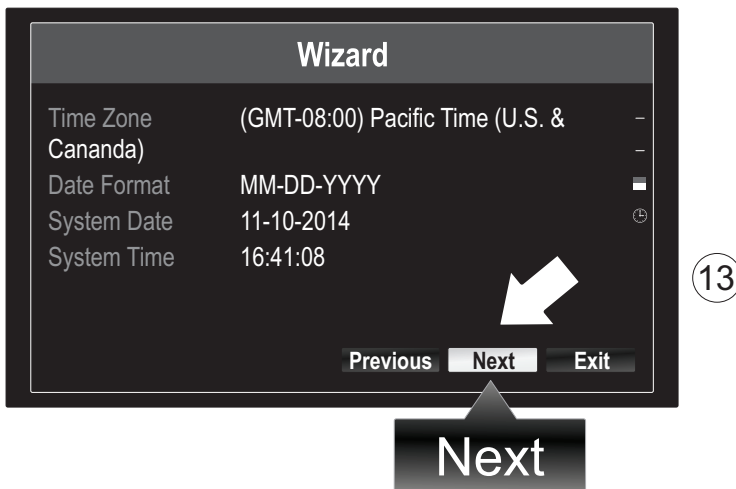 Wizard
Time Zone (GMT-08:00) Pacific Time (U.S. &
Cananda)
Date Format MM-DD-YYYY
System Date 11-10-2014
System Time 16:41:08
13
Previous Next Exit
Next